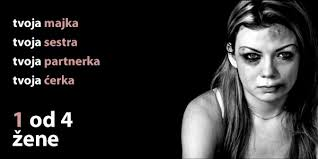 tvoja majka
tvoja sestra
tvoja partnerka
tvoja ćerka
1 od 4
žene